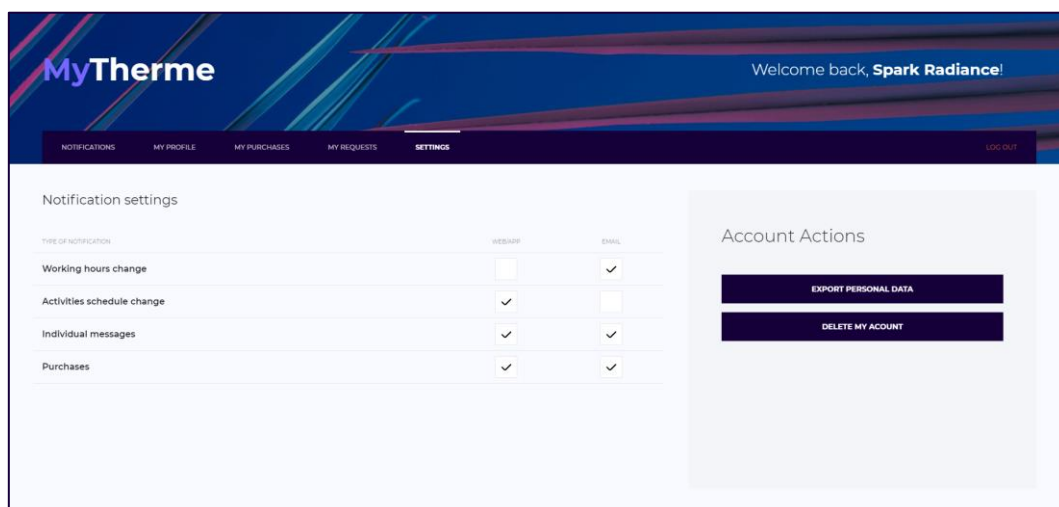 MyTherme
Welcome back, Spark Radiance!
NOTIFICATIONS MY PROFILE MY PURCHASES MY REQUESTS SETTINGS LOG OUT
Notification settings
TYPE OF NOTIFICATION WEB/APP EMAIL
Working hours change
Activities schedule change
Individual messages
Purchases
Account Actions
EXPORT PERSONAL DATA
DELETE MY ACOUNT